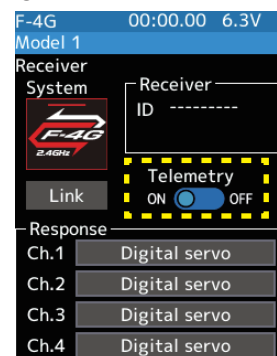 F-4G 00:00.00 6.3V
Model 1
Receiver
System
Receiver
ID ---------
F-4G
2.4GHz
Telemetry
Link
ON OFF
Response
Ch.1 Digital servo
Ch.2 Digital servo
Ch.3 Digital servo
Ch.4 Digital servo